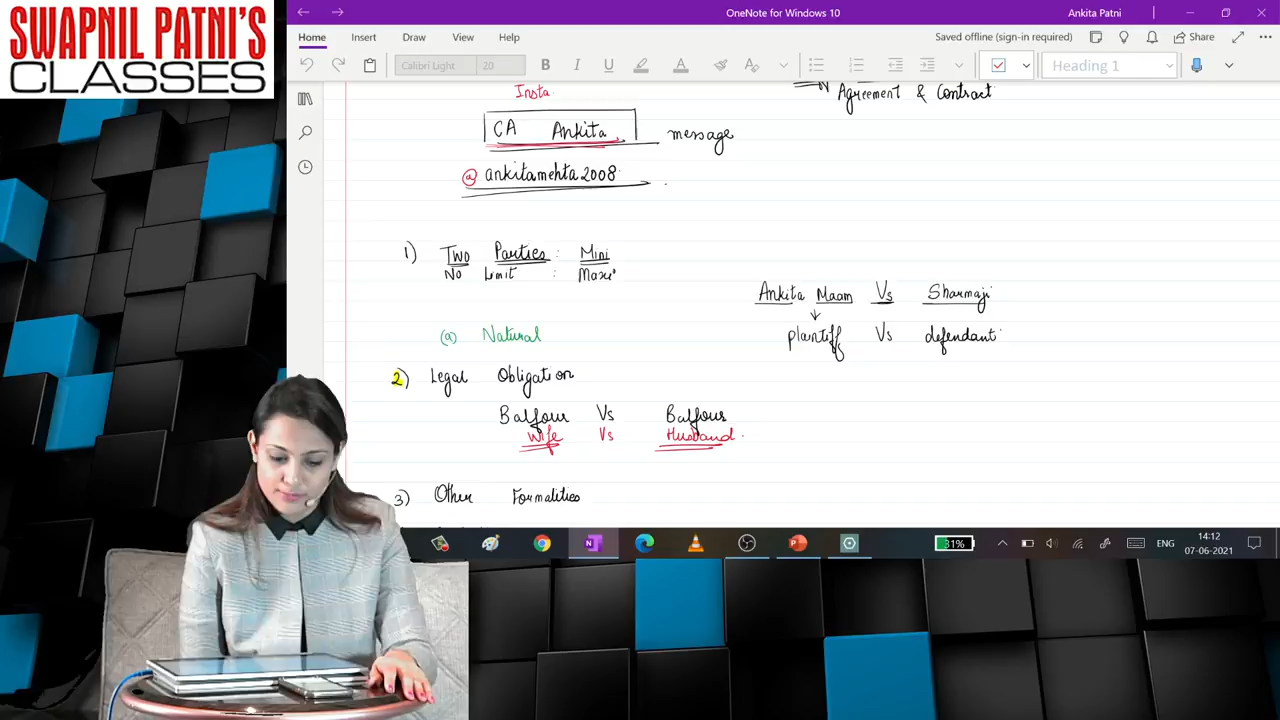 SWAPNIL PATNI'S
CLASSES
OneNote for Windows 10
Ankita Patni
Home Insert Draw View Help
Saved offline (sign-in required)
Share
Calibri Light 20 B I U A Heading 1
Insta
Agreement & Contract
CA Ankita message
@ ankitamehta2008
1) Two Parties : Mini
No Limit : Maxi
Ankita Maam Vs Sharmaji
plaintiff Vs defendant
(a) Natural
2) Legal Obligation
Balfour Vs Balfour
Wife Vs Husband
3) Other Formalities
31%
ENG
14:12
07-06-2021